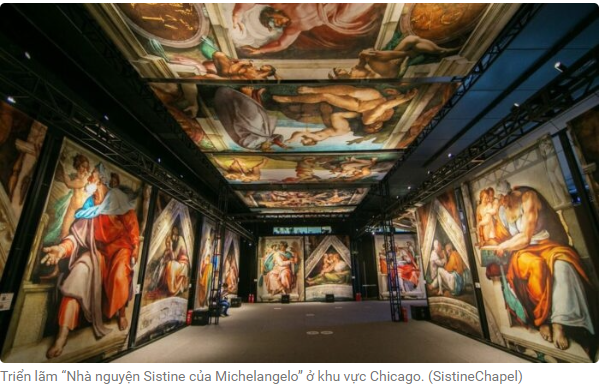 Triển lãm “Nhà nguyện Sistine của Michelangelo” ở khu vực Chicago. (SistineChapel)